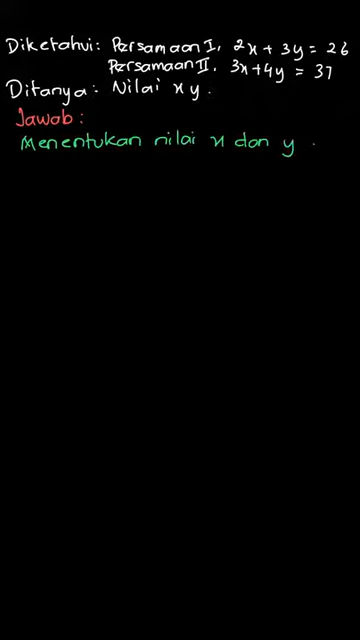 Diketahui: Persamaan I, 2x + 3y = 26
Persamaan II, 3x + 4y = 37
Ditanya: Nilai xy.
Jawab:
Menentukan nilai x dan y.